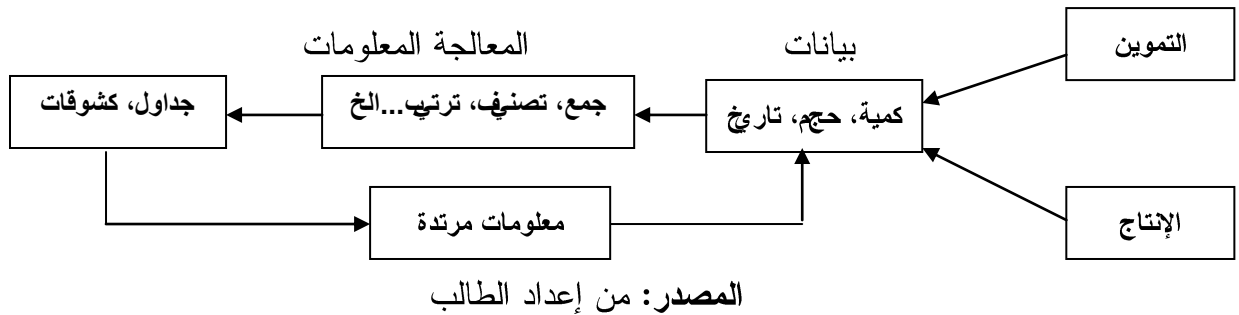 التموين
بيانات
المعالجة المعلومات
كمية، حجم، تاريخ
جمع، تصنيف، ترتيب...الخ
جداول، كشوقات
معلومات مرتدة
الإنتاج
المصدر: من إعداد الطالب